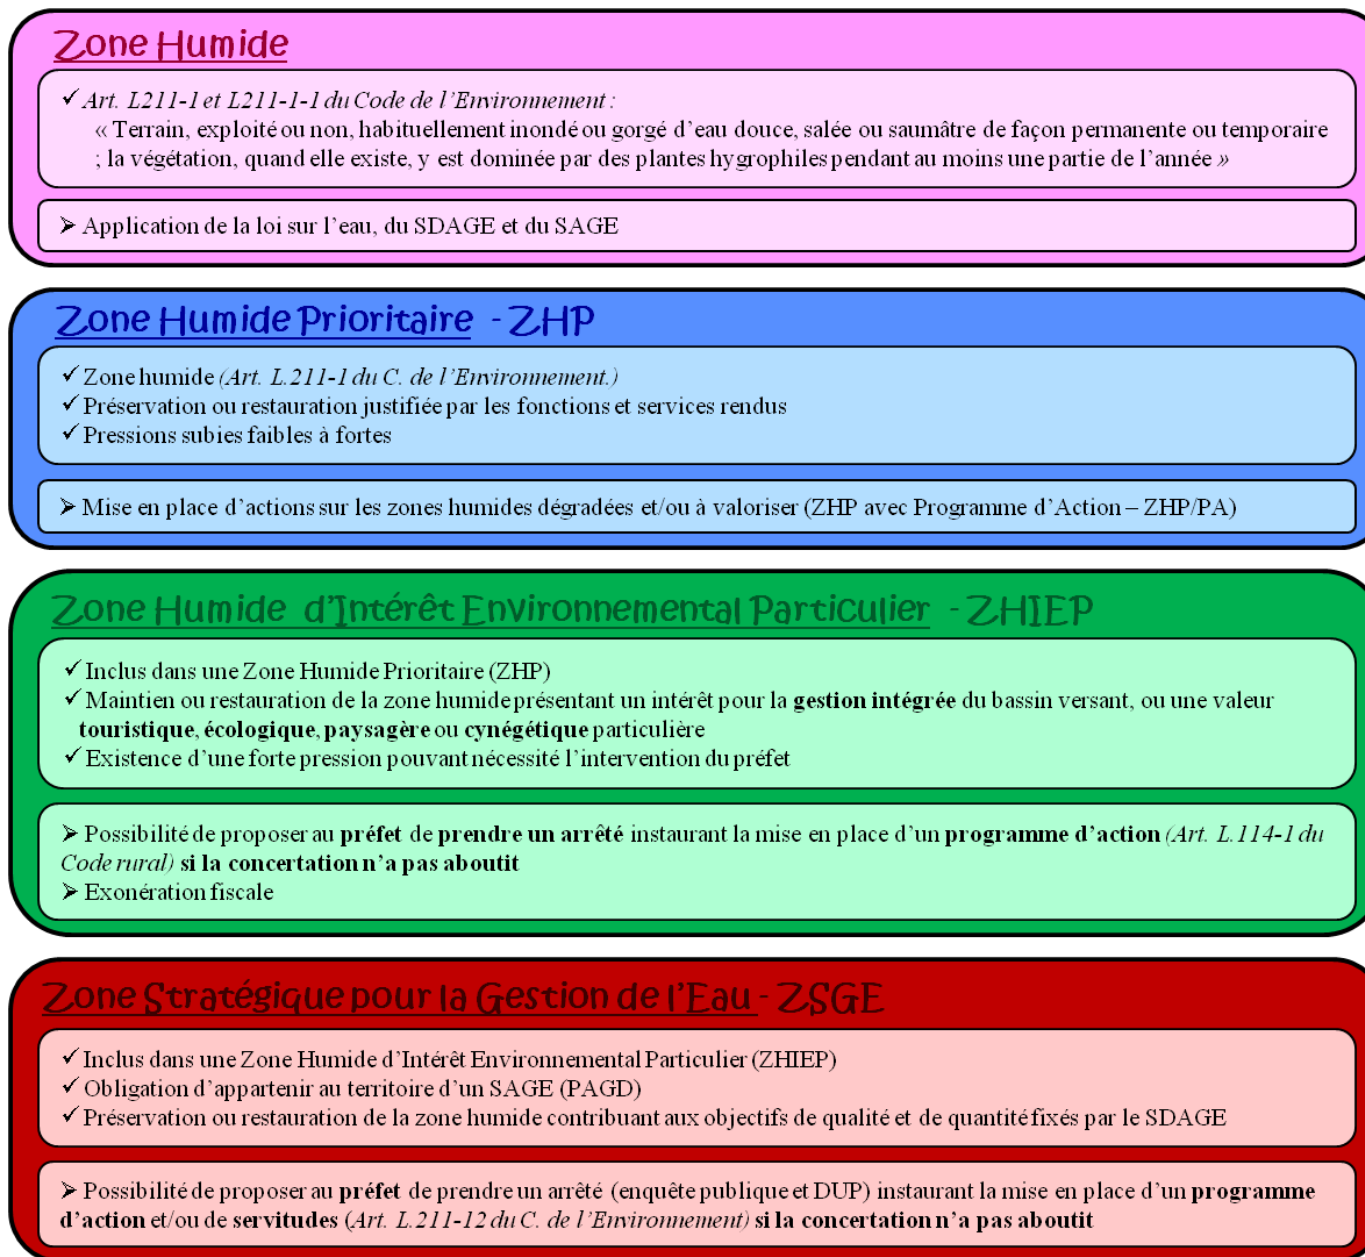 Zone Humide
✓ Art. L211-1 et L211-1-1 du Code de l'Environnement :
« Terrain, exploité ou non, habituellement inondé ou gorgé d'eau douce, salée ou saumâtre de façon permanente ou temporaire
; la végétation, quand elle existe, y est dominée par des plantes hygrophiles pendant au moins une partie de l'année »
➢ Application de la loi sur l'eau, du SDAGE et du SAGE
Zone Humide Prioritaire - ZHP
✓ Zone humide (Art. L.211-1 du C. de l'Environnement.)
✓ Préservation ou restauration justifiée par les fonctions et services rendus
✓ Pressions subies faibles à fortes
➢ Mise en place d'actions sur les zones humides dégradées et/ou à valoriser (ZHP avec Programme d'Action – ZHP/PA)
Zone Humide d'Intérêt Environnemental Particulier - ZHIEP
✓ Inclus dans une Zone Humide Prioritaire (ZHP)
✓ Maintien ou restauration de la zone humide présentant un intérêt pour la gestion intégrée du bassin versant, ou une valeur
touristique, écologique, paysagère ou cynégétique particulière
✓ Existence d'une forte pression pouvant nécessité l'intervention du préfet
➢ Possibilité de proposer au préfet de prendre un arrêté instaurant la mise en place d'un programme d'action (Art. L.114-1 du
Code rural) si la concertation n'a pas aboutit
➢ Exonération fiscale
Zone Stratégique pour la Gestion de l'Eau - ZSGE
✓ Inclus dans une Zone Humide d'Intérêt Environnemental Particulier (ZHIEP)
✓ Obligation d'appartenir au territoire d'un SAGE (PAGD)
✓ Préservation ou restauration de la zone humide contribuant aux objectifs de qualité et de quantité fixés par le SDAGE
➢ Possibilité de proposer au préfet de prendre un arrêté (enquête publique et DUP) instaurant la mise en place d'un programme
d'action et/ou de servitudes (Art. L.211-12 du C. de l'Environnement) si la concertation n'a pas aboutit